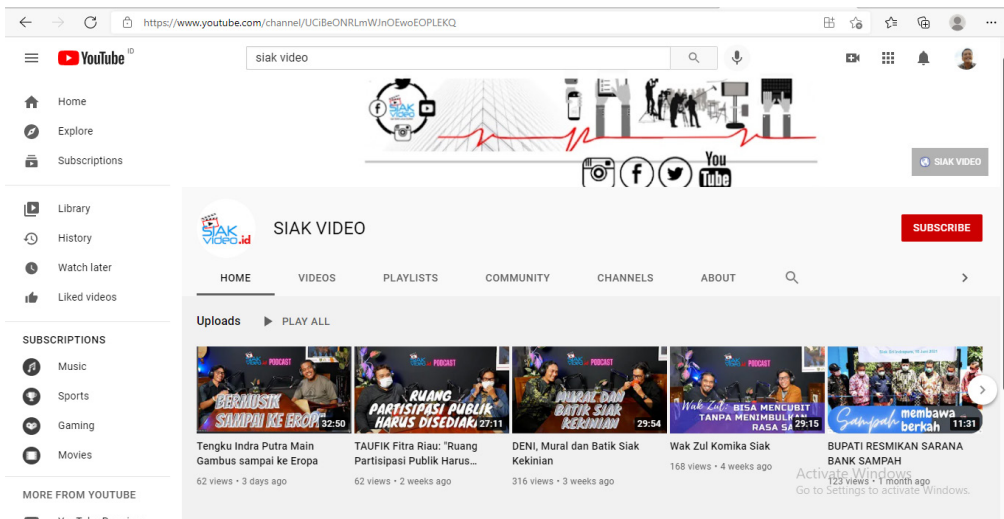 https://www.youtube.com/channel/UCiBeONRLmWJnOEwoEOPLEKQ
YouTube ID
siak video
Home
Explore
Subscriptions
Library
History
Watch later
Liked videos
SUBSCRIPTIONS
Music
Sports
Gaming
Movies
MORE FROM YOUTUBE
SIAK
VIDEO
You
Tube
SIAK VIDEO
SIAK
VIDEO.id
SIAK VIDEO
SUBSCRIBE
HOME
VIDEOS
PLAYLISTS
COMMUNITY
CHANNELS
ABOUT
Uploads
PLAY ALL
PODCAST
BERMUSIK
SAMPAI KE EROPA
32:50
Tengku Indra Putra Main
Gambus sampai ke Eropa
62 views • 3 days ago
PODCAST
RUANG
PARTISIPASI PUBLIK
HARUS DISEDIAK
27:11
TAUFIK Fitra Riau: "Ruang
Partisipasi Publik Harus...
62 views • 2 weeks ago
PODCAST
MURAL DAN
BATIK SIAK
KEKINIAN
29:54
DENI, Mural dan Batik Siak
Kekinian
316 views • 3 weeks ago
PODCAST
Wak Zul: BISA MENCUBIT
TANPA MENIMBULKAN
RASA SA
29:15
Wak Zul Komika Siak
168 views • 4 weeks ago
Sampah membawa
berkah
11:31
BUPATI RESMIKAN SARANA
BANK SAMPAH
123 views • 1 month ago
Activate Windows
Go to Settings to activate Windows.